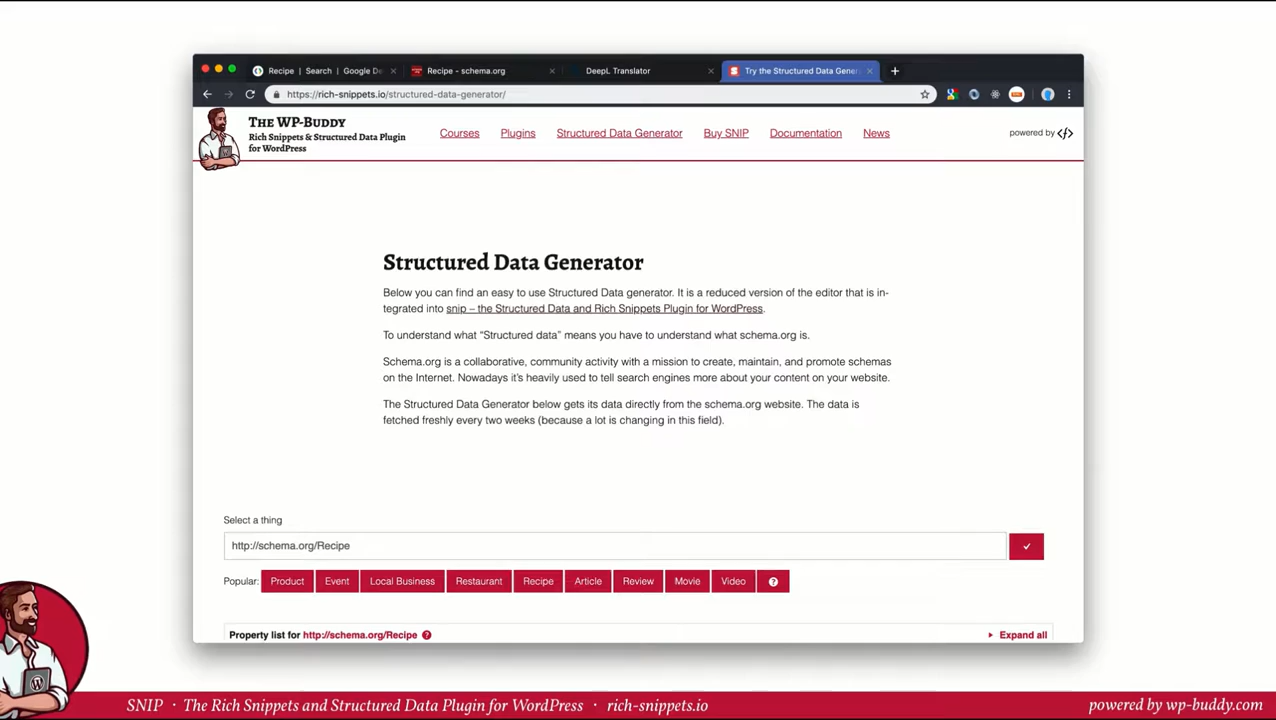 Recipe | Search | Google De
Recipe - schema.org
DeepL Translator
Try the Structured Data Gener
https://rich-snippets.io/structured-data-generator/
THE WP-BUDDY
Rich Snippets & Structured Data Plugin
for WordPress
Courses
Plugins
Structured Data Generator
Buy SNIP
Documentation
News
powered by
Structured Data Generator
Below you can find an easy to use Structured Data generator. It is a reduced version of the editor that is in-
tegrated into snip – the Structured Data and Rich Snippets Plugin for WordPress.
To understand what “Structured data” means you have to understand what schema.org is.
Schema.org is a collaborative, community activity with a mission to create, maintain, and promote schemas
on the Internet. Nowadays it’s heavily used to tell search engines more about your content on your website.
The Structured Data Generator below gets its data directly from the schema.org website. The data is
fetched freshly every two weeks (because a lot is changing in this field).
Select a thing
http://schema.org/Recipe
Popular: Product Event Local Business Restaurant Recipe Article Review Movie Video ?
Property list for http://schema.org/Recipe ?
Expand all
SNIP · The Rich Snippets and Structured Data Plugin for WordPress · rich-snippets.io
powered by wp-buddy.com